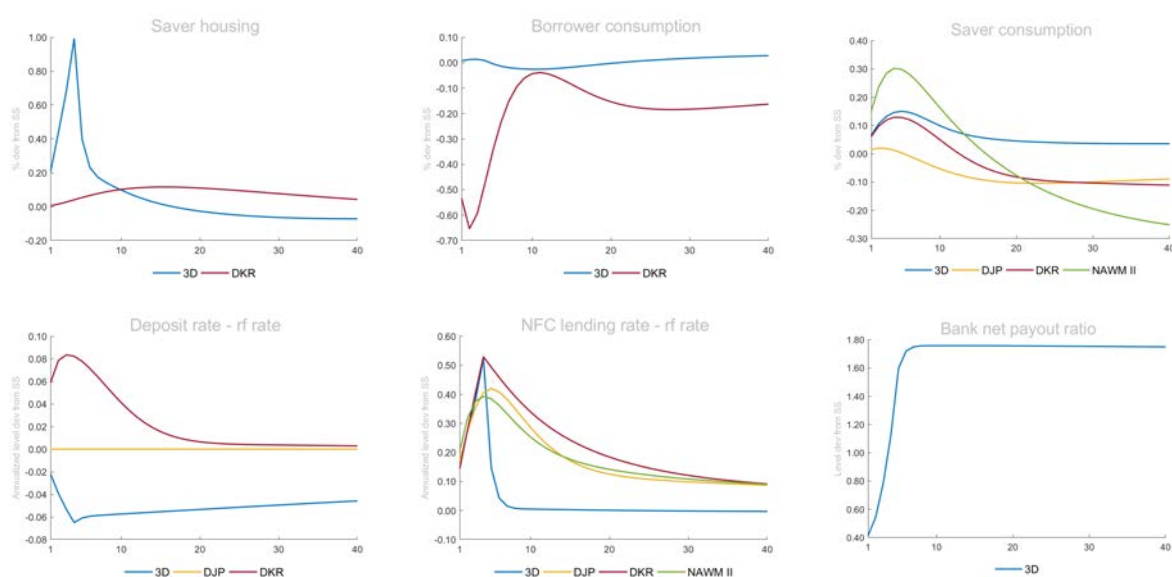 Saver housing
% dev from SS
1.00
0.80
0.60
0.40
0.20
0.00
-0.20
1 10 20 30 40
3D DKR
Borrower consumption
% dev from SS
0.10
0.00
-0.10
-0.20
-0.30
-0.40
-0.50
-0.60
-0.70
1 10 20 30 40
3D DKR
Saver consumption
% dev from SS
0.40
0.30
0.20
0.10
0.00
-0.10
-0.20
-0.30
1 10 20 30 40
3D DJP DKR NAWM II
Deposit rate - rf rate
Annualized level dev from SS
0.10
0.08
0.06
0.04
0.02
0.00
-0.02
-0.04
-0.06
-0.08
1 10 20 30 40
3D DJP DKR
NFC lending rate - rf rate
Annualized level dev from SS
0.60
0.50
0.40
0.30
0.20
0.10
0.00
-0.10
1 10 20 30 40
3D DJP DKR NAWM II
Bank net payout ratio
Level dev from SS
1.80
1.60
1.40
1.20
1.00
0.80
0.60
0.40
1 10 20 30 40
3D